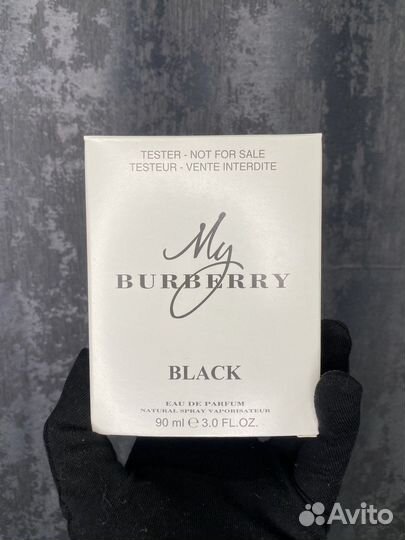 TESTER - NOT FOR SALE
TESTEUR - VENTE INTERDITE
My
BURBERRY
BLACK
EAU DE PARFUM
NATURAL SPRAY VAPORISATEUR
90 ml ℮ 3.0 FL.OZ.
Avito